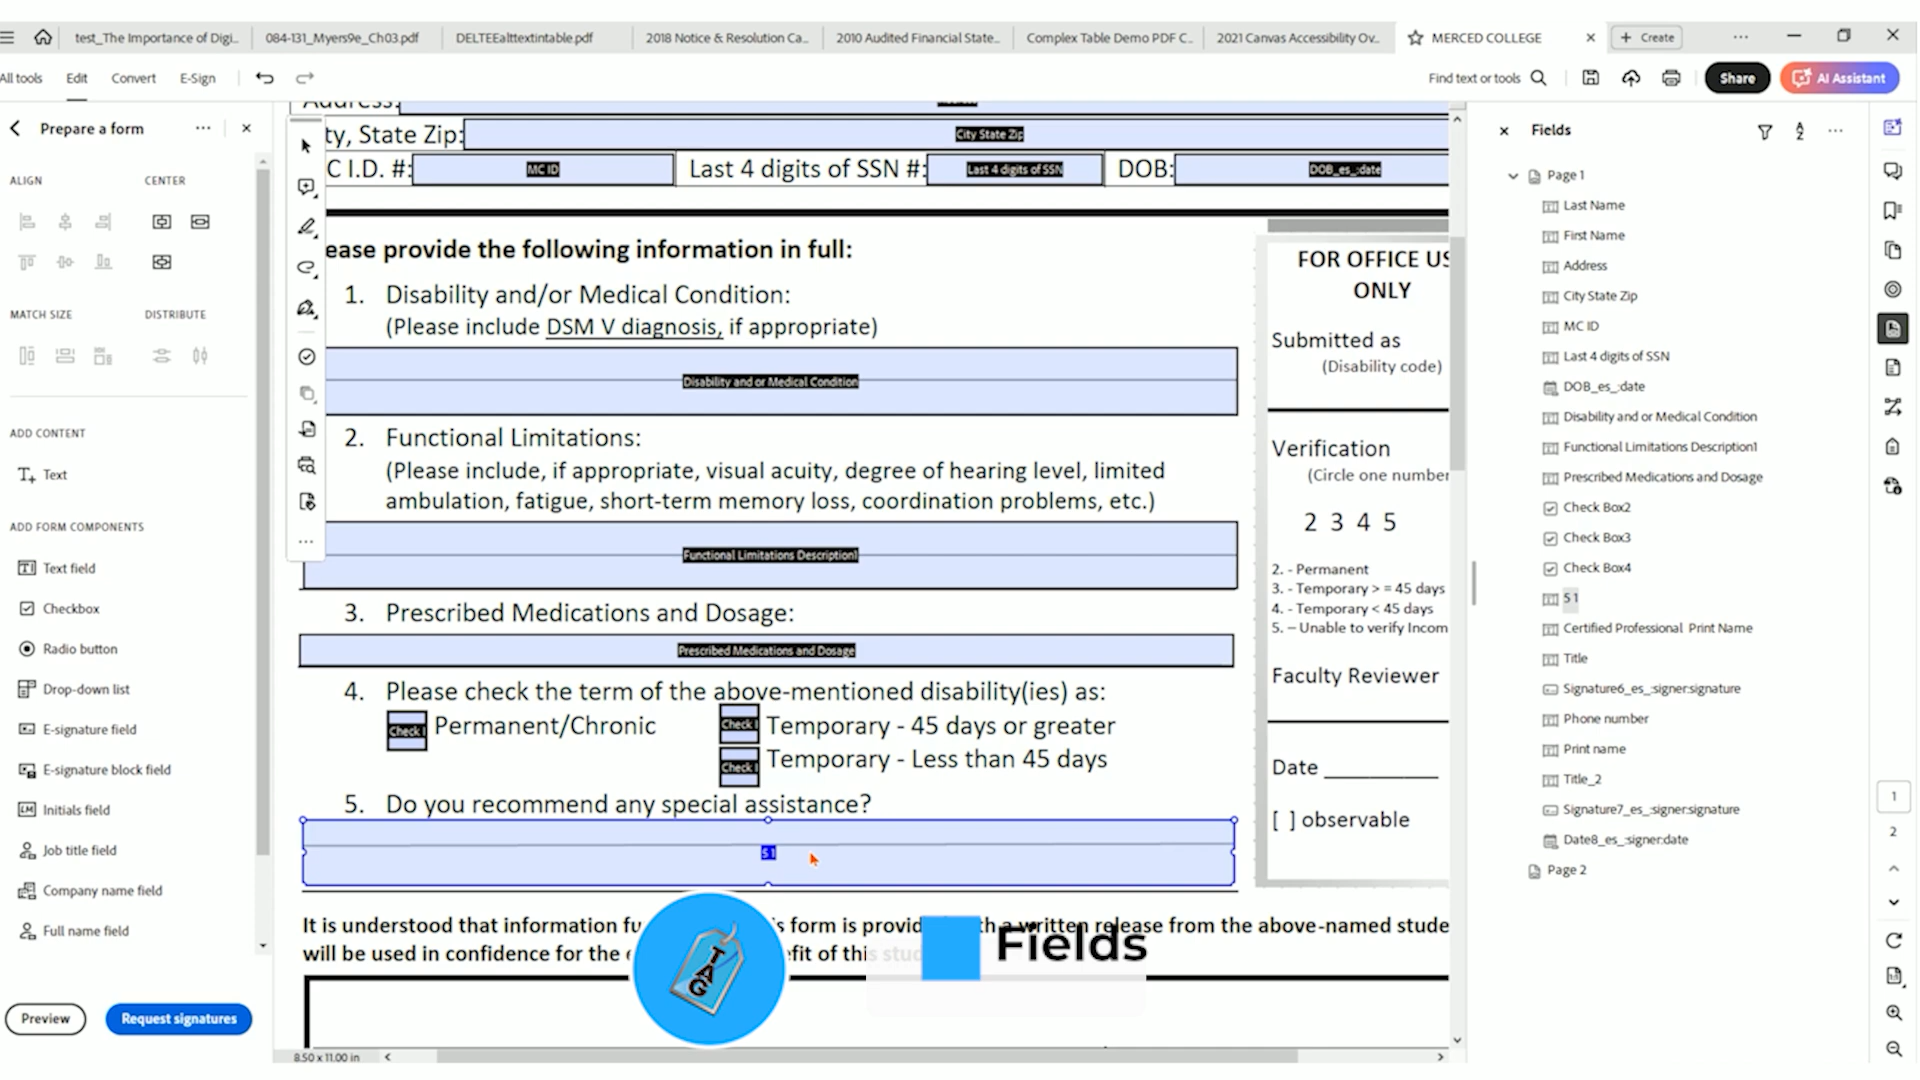 test_The Importance of Digi...
084-131_Myers9e_Ch03.pdf
DELTEEalttextintable.pdf
2018 Notice & Resolution Ca...
2010 Audited Financial State...
Complex Table Demo PDF C...
2021 Canvas Accessibility Ov...
MERCED COLLEGE
+ Create
All tools
Edit
Convert
E-Sign
Find text or tools
Share
AI Assistant
Prepare a form
ALIGN
CENTER
MATCH SIZE
DISTRIBUTE
ADD CONTENT
Text
ADD FORM COMPONENTS
Text field
Checkbox
Radio button
Drop-down list
E-signature field
E-signature block field
Initials field
Job title field
Company name field
Full name field
Preview
Request signatures
Address:
ty, State Zip:
City State Zip
C I.D. #:
MC ID
Last 4 digits of SSN #:
Last 4 digits of SSN
DOB:
DOB_es_:date
ease provide the following information in full:
1. Disability and/or Medical Condition:
(Please include DSM V diagnosis, if appropriate)
Disability and or Medical Condition
2. Functional Limitations:
(Please include, if appropriate, visual acuity, degree of hearing level, limited
ambulation, fatigue, short-term memory loss, coordination problems, etc.)
Functional Limitations Description1
3. Prescribed Medications and Dosage:
Prescribed Medications and Dosage
4. Please check the term of the above-mentioned disability(ies) as:
Check
Permanent/Chronic
Check
Temporary - 45 days or greater
Check
Temporary - Less than 45 days
5. Do you recommend any special assistance?
5 1
It is understood that information fu s form is provid th a written release from the above-named stude
will be used in confidence for the fit of this stu
FOR OFFICE US
ONLY
Submitted as
(Disability code)
Verification
(Circle one number
2 3 4 5
2. - Permanent
3. - Temporary > = 45 days
4. - Temporary < 45 days
5. – Unable to verify Incom
Faculty Reviewer
Date __________
[ ] observable
TAG
Fields
8.50 x 11.00 in
Fields
Page 1
Last Name
First Name
Address
City State Zip
MC ID
Last 4 digits of SSN
DOB_es_:date
Disability and or Medical Condition
Functional Limitations Description1
Prescribed Medications and Dosage
Check Box2
Check Box3
Check Box4
5 1
Certified Professional Print Name
Title
Signature6_es_:signer:signature
Phone number
Print name
Title_2
Signature7_es_:signer:signature
Date8_es_:signer:date
Page 2
1
2